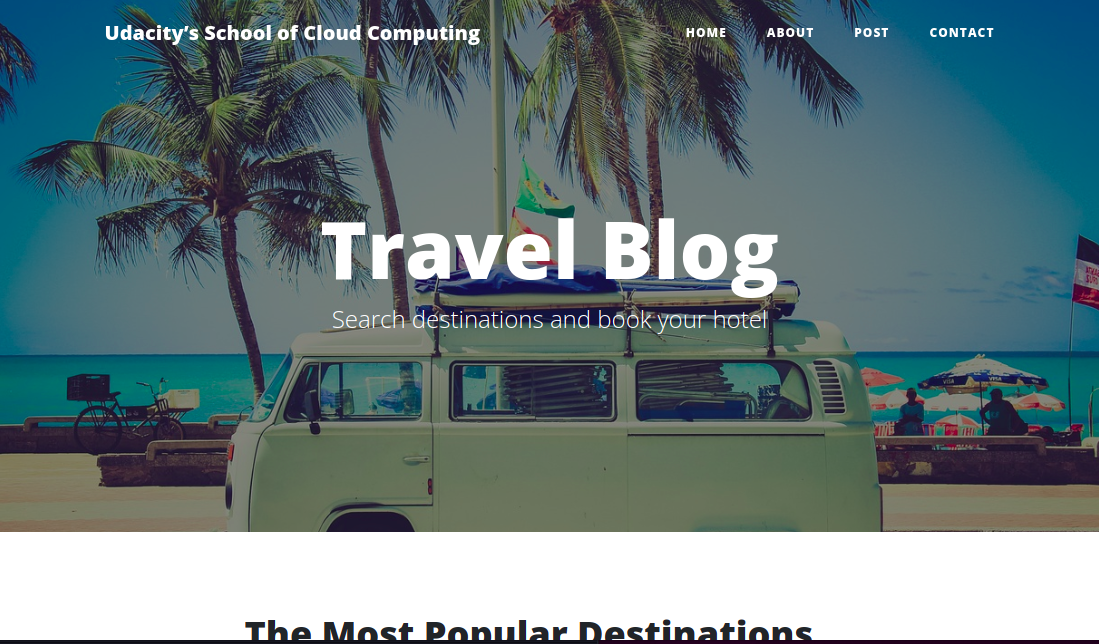 Udacity’s School of Cloud Computing
HOME ABOUT POST CONTACT
Travel Blog
Search destinations and book your hotel
VISA
The Most Popular Destinations